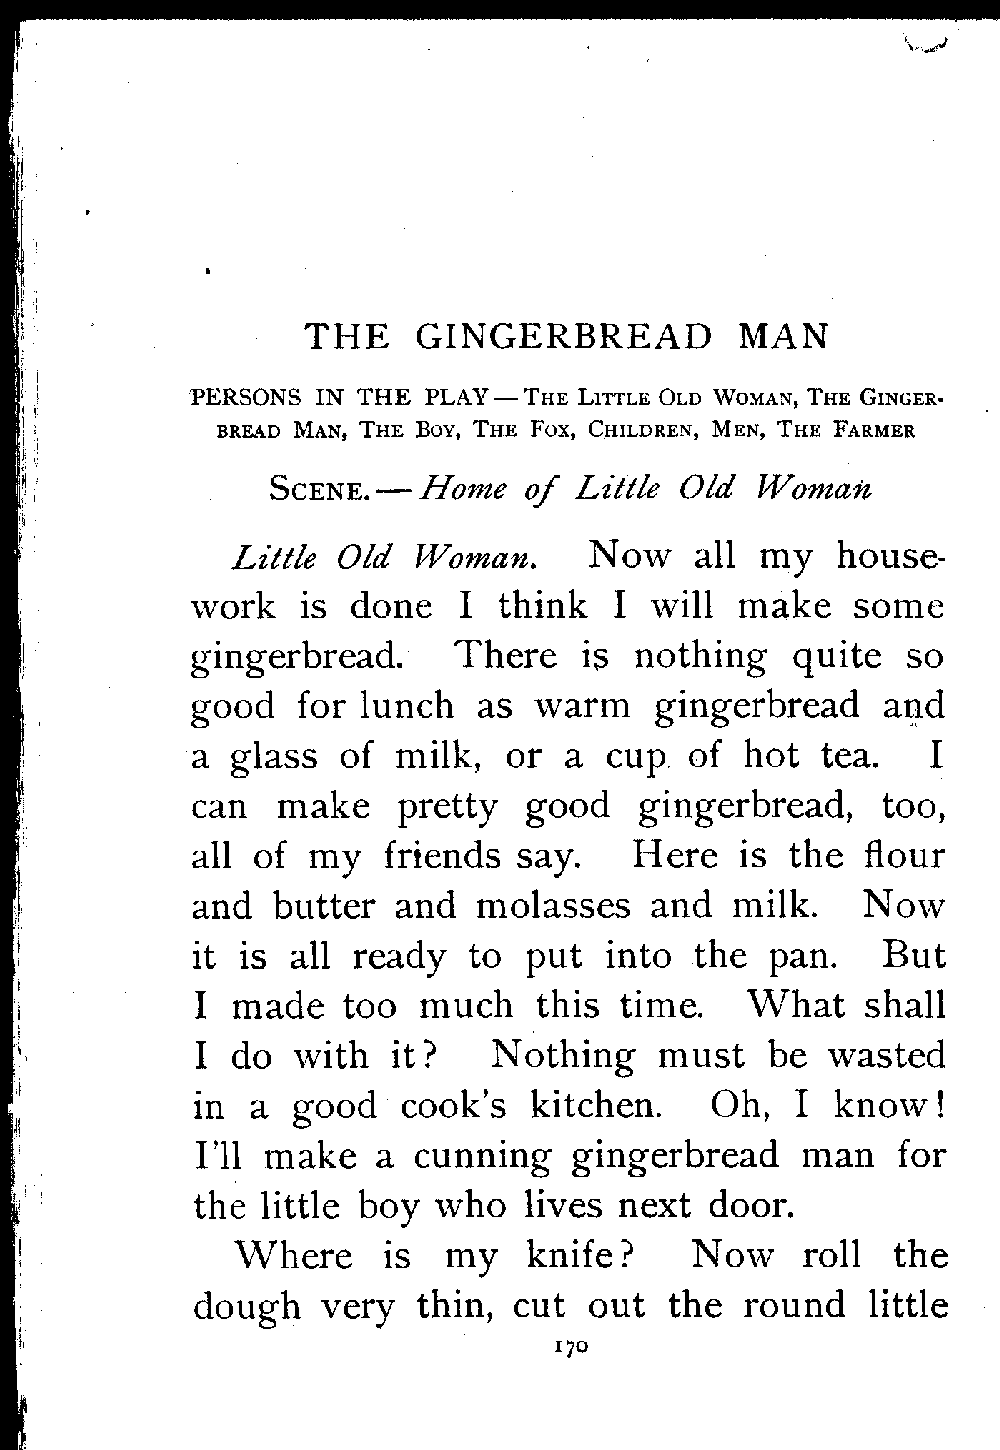 THE GINGERBREAD MAN
PERSONS IN THE PLAY—The Little Old Woman, The Ginger-
bread Man, The Boy, The Fox, Children, Men, The Farmer
Scene.—Home of Little Old Woman
Little Old Woman. Now all my house-
work is done I think I will make some
gingerbread. There is nothing quite so
good for lunch as warm gingerbread and
a glass of milk, or a cup of hot tea. I
can make pretty good gingerbread, too,
all of my friends say. Here is the flour
and butter and molasses and milk. Now
it is all ready to put into the pan. But
I made too much this time. What shall
I do with it? Nothing must be wasted
in a good cook's kitchen. Oh, I know!
I'll make a cunning gingerbread man for
the little boy who lives next door.
Where is my knife? Now roll the
dough very thin, cut out the round little
170